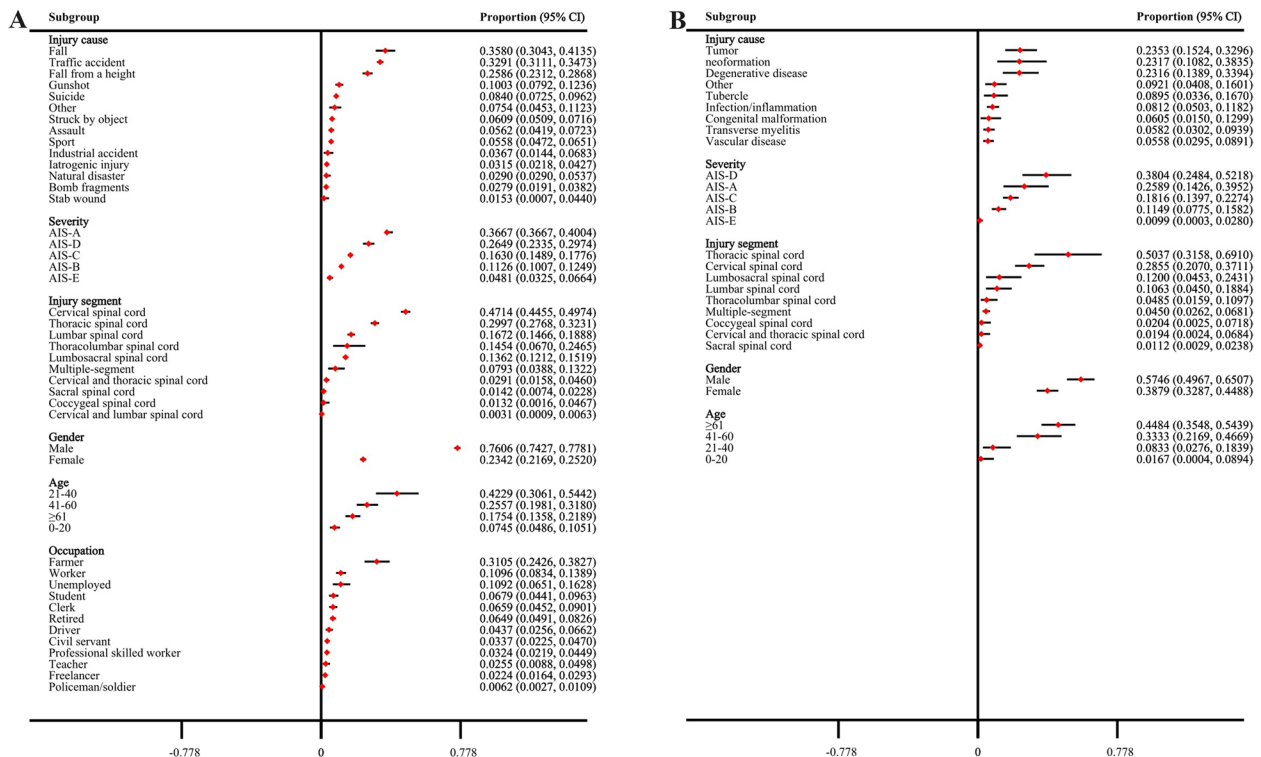 A
Subgroup Proportion (95% CI)
Injury cause
Fall 0.3580 (0.3043, 0.4135)
Traffic accident 0.3291 (0.3111, 0.3473)
Fall from a height 0.2586 (0.2312, 0.2868)
Gunshot 0.1003 (0.0792, 0.1236)
Suicide 0.0840 (0.0725, 0.0962)
Other 0.0754 (0.0453, 0.1123)
Struck by object 0.0609 (0.0509, 0.0716)
Assault 0.0562 (0.0419, 0.0723)
Sport 0.0558 (0.0472, 0.0651)
Industrial accident 0.0367 (0.0144, 0.0683)
Iatrogenic injury 0.0315 (0.0218, 0.0427)
Natural disaster 0.0290 (0.0290, 0.0537)
Bomb fragments 0.0279 (0.0191, 0.0382)
Stab wound 0.0153 (0.0007, 0.0440)
Severity
AIS-A 0.3667 (0.3667, 0.4004)
AIS-D 0.2649 (0.2335, 0.2974)
AIS-C 0.1630 (0.1489, 0.1776)
AIS-B 0.1126 (0.1007, 0.1249)
AIS-E 0.0481 (0.0325, 0.0664)
Injury segment
Cervical spinal cord 0.4714 (0.4455, 0.4974)
Thoracic spinal cord 0.2997 (0.2768, 0.3231)
Lumbar spinal cord 0.1672 (0.1466, 0.1888)
Thoracolumbar spinal cord 0.1454 (0.0670, 0.2465)
Lumbosacral spinal cord 0.1362 (0.1212, 0.1519)
Multiple-segment 0.0793 (0.0388, 0.1322)
Cervical and thoracic spinal cord 0.0291 (0.0158, 0.0460)
Sacral spinal cord 0.0142 (0.0074, 0.0228)
Coccygeal spinal cord 0.0132 (0.0016, 0.0467)
Cervical and lumbar spinal cord 0.0031 (0.0009, 0.0063)
Gender
Male 0.7606 (0.7427, 0.7781)
Female 0.2342 (0.2169, 0.2520)
Age
21-40 0.4229 (0.3061, 0.5442)
41-60 0.2557 (0.1981, 0.3180)
≥61 0.1754 (0.1358, 0.2189)
0-20 0.0745 (0.0486, 0.1051)
Occupation
Farmer 0.3105 (0.2426, 0.3827)
Worker 0.1096 (0.0834, 0.1389)
Unemployed 0.1092 (0.0651, 0.1628)
Student 0.0679 (0.0441, 0.0963)
Clerk 0.0659 (0.0452, 0.0901)
Retired 0.0649 (0.0491, 0.0826)
Driver 0.0437 (0.0256, 0.0662)
Civil servant 0.0337 (0.0225, 0.0470)
Professional skilled worker 0.0324 (0.0219, 0.0449)
Teacher 0.0255 (0.0088, 0.0498)
Freelancer 0.0224 (0.0164, 0.0293)
Policeman/soldier 0.0062 (0.0027, 0.0109)
-0.778 0 0.778
B
Subgroup Proportion (95% CI)
Injury cause
Tumor 0.2353 (0.1524, 0.3296)
neoformation 0.2317 (0.1082, 0.3835)
Degenerative disease 0.2316 (0.1389, 0.3394)
Other 0.0921 (0.0408, 0.1601)
Tubercle 0.0895 (0.0336, 0.1670)
Infection/inflammation 0.0812 (0.0503, 0.1182)
Congenital malformation 0.0605 (0.0150, 0.1299)
Transverse myelitis 0.0582 (0.0302, 0.0939)
Vascular disease 0.0558 (0.0295, 0.0891)
Severity
AIS-D 0.3804 (0.2484, 0.5218)
AIS-A 0.2589 (0.1426, 0.3952)
AIS-C 0.1816 (0.1397, 0.2274)
AIS-B 0.1149 (0.0775, 0.1582)
AIS-E 0.0099 (0.0003, 0.0280)
Injury segment
Thoracic spinal cord 0.5037 (0.3158, 0.6910)
Cervical spinal cord 0.2855 (0.2070, 0.3711)
Lumbosacral spinal cord 0.1200 (0.0453, 0.2431)
Lumbar spinal cord 0.1063 (0.0450, 0.1884)
Thoracolumbar spinal cord 0.0485 (0.0159, 0.1097)
Multiple-segment 0.0450 (0.0262, 0.0681)
Coccygeal spinal cord 0.0204 (0.0025, 0.0718)
Cervical and thoracic spinal cord 0.0194 (0.0024, 0.0684)
Sacral spinal cord 0.0112 (0.0029, 0.0238)
Gender
Male 0.5746 (0.4967, 0.6507)
Female 0.3879 (0.3287, 0.4488)
Age
≥61 0.4484 (0.3548, 0.5439)
41-60 0.3333 (0.2169, 0.4669)
21-40 0.0833 (0.0276, 0.1839)
0-20 0.0167 (0.0004, 0.0894)
-0.778 0 0.778